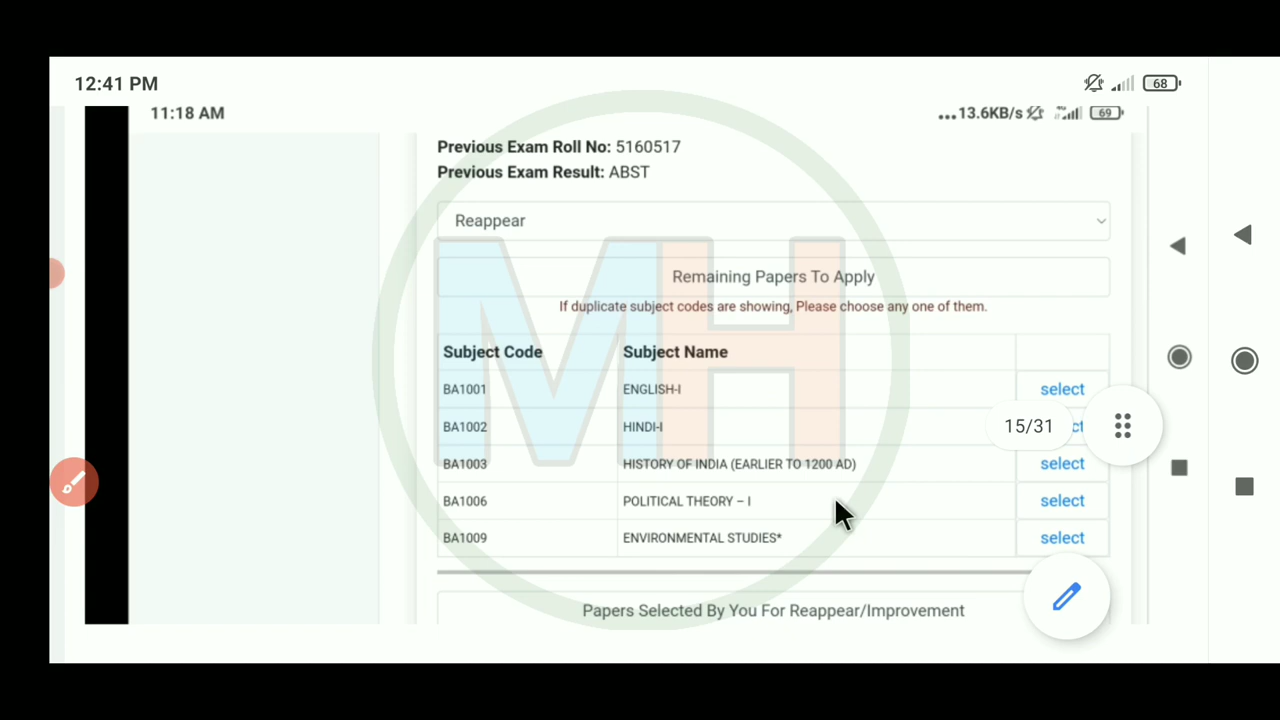 12:41 PM
68
11:18 AM
...13.6KB/s
69
Previous Exam Roll No: 5160517
Previous Exam Result: ABST
Reappear
Remaining Papers To Apply
If duplicate subject codes are showing, Please choose any one of them.
Subject Code Subject Name
BA1001 ENGLISH-I select
BA1002 HINDI-I ct
15/31
BA1003 HISTORY OF INDIA (EARLIER TO 1200 AD) select
BA1006 POLITICAL THEORY – I select
BA1009 ENVIRONMENTAL STUDIES* select
Papers Selected By You For Reappear/Improvement
MH